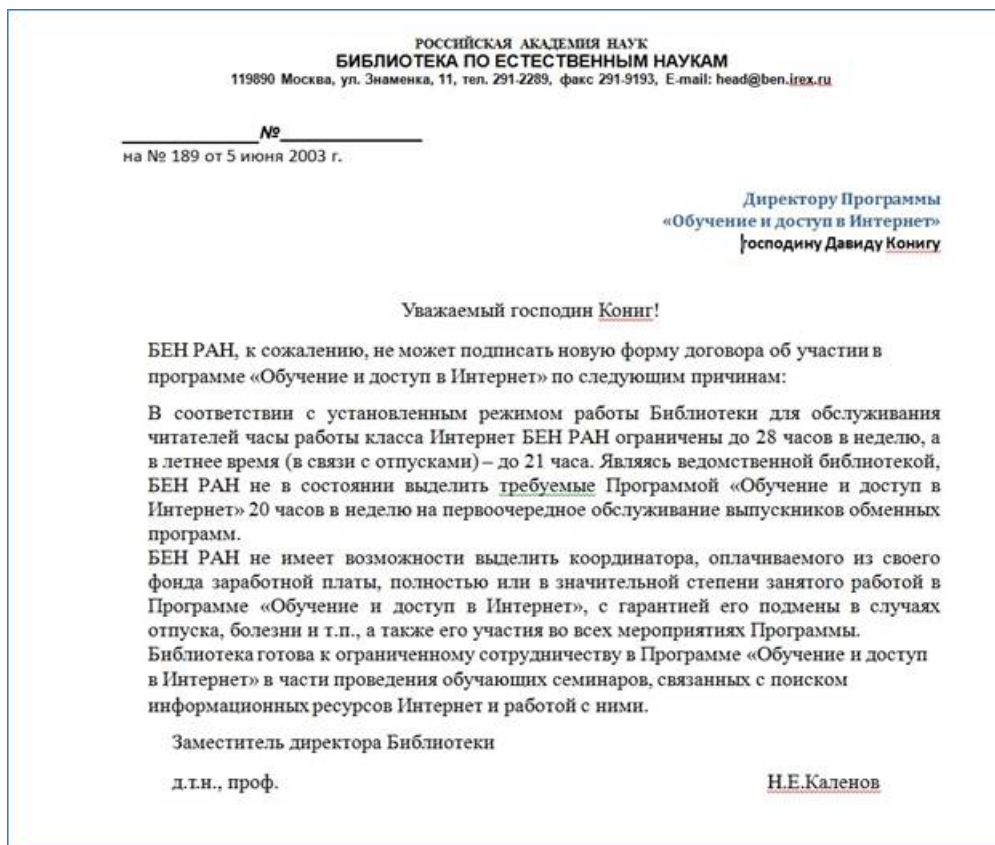 РОССИЙСКАЯ АКАДЕМИЯ НАУК
БИБЛИОТЕКА ПО ЕСТЕСТВЕННЫМ НАУКАМ
119890 Москва, ул. Знаменка, 11, тел. 291-2289, факс 291-9193, E-mail: head@ben.irex.ru
______________№______________
на № 189 от 5 июня 2003 г.
Директору Программы
«Обучение и доступ в Интернет»
господину Давиду Конигу
Уважаемый господин Кониг!
БЕН РАН, к сожалению, не может подписать новую форму договора об участии в
программе «Обучение и доступ в Интернет» по следующим причинам:
В соответствии с установленным режимом работы Библиотеки для обслуживания
читателей часы работы класса Интернет БЕН РАН ограничены до 28 часов в неделю, а
в летнее время (в связи с отпусками) – до 21 часа. Являясь ведомственной библиотекой,
БЕН РАН не в состоянии выделить требуемые Программой «Обучение и доступ в
Интернет» 20 часов в неделю на первоочередное обслуживание выпускников обменных
программ.
БЕН РАН не имеет возможности выделить координатора, оплачиваемого из своего
фонда заработной платы, полностью или в значительной степени занятого работой в
Программе «Обучение и доступ в Интернет», с гарантией его подмены в случаях
отпуска, болезни и т.п., а также его участия во всех мероприятиях Программы.
Библиотека готова к ограниченному сотрудничеству в Программе «Обучение и доступ
в Интернет» в части проведения обучающих семинаров, связанных с поиском
информационных ресурсов Интернет и работой с ними.
Заместитель директора Библиотеки
д.т.н., проф. Н.Е.Каленов